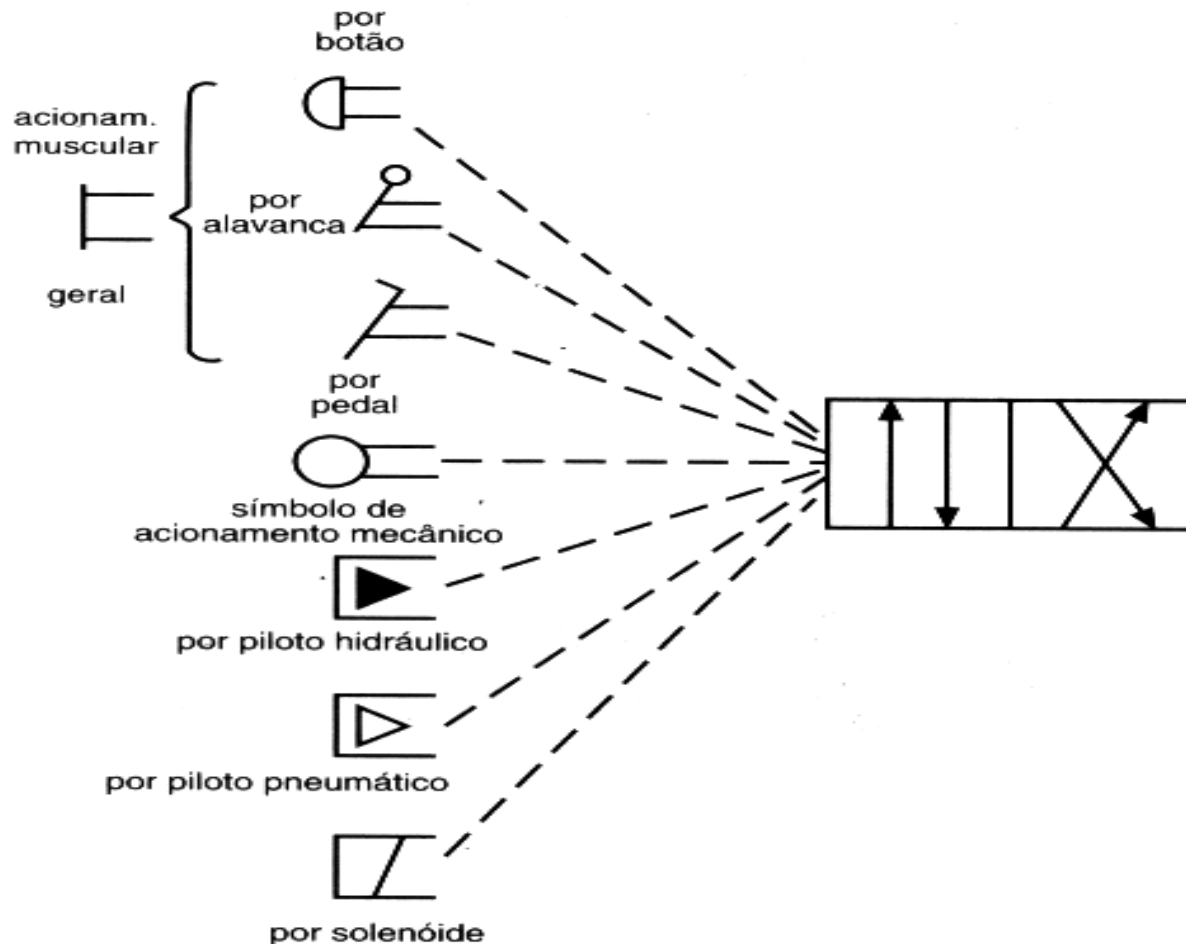 por
botão
acionam.
muscular
por
alavanca
geral
por
pedal
símbolo de
acionamento mecânico
por piloto hidráulico
por piloto pneumático
por solenóide